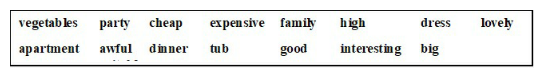 vegetables party cheap expensive family high dress lovely
apartment awful dinner tub good interesting big